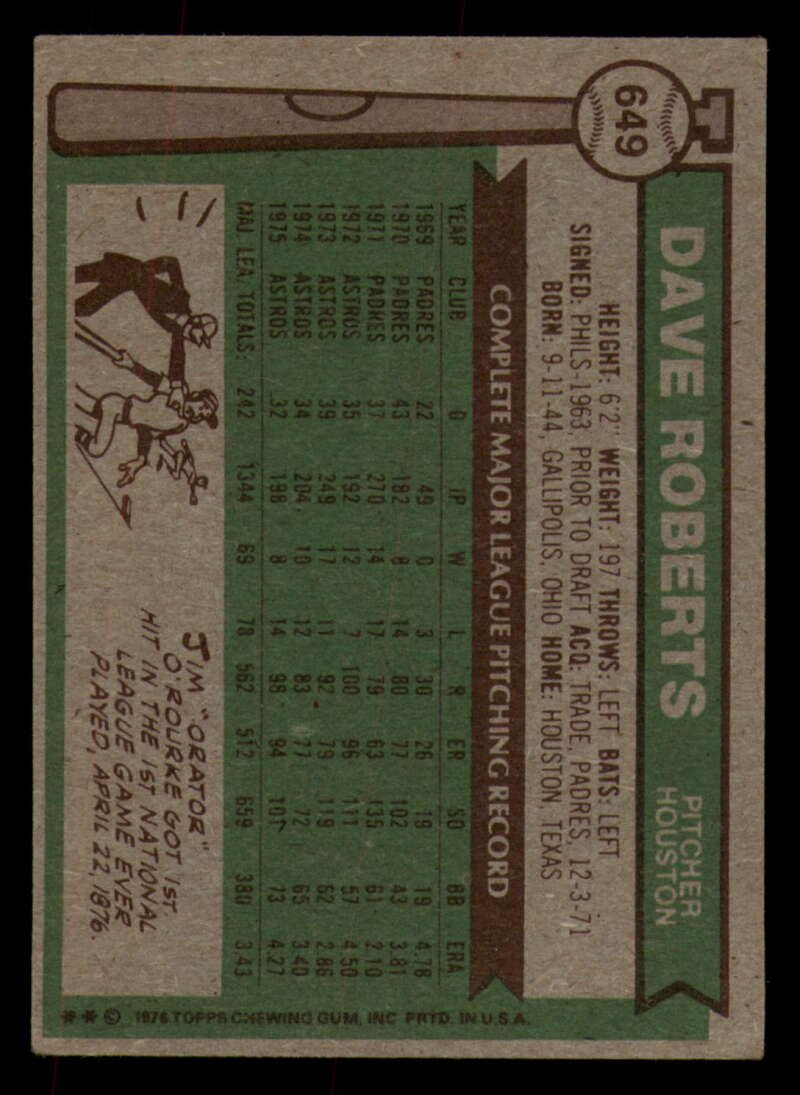 649
DAVE ROBERTS
PITCHER
HOUSTON
HEIGHT: 6'2" WEIGHT: 197 THROWS: LEFT BATS: LEFT
SIGNED: PHILS-1963, PRIOR TO DRAFT ACQ: TRADE, PADRES, 12-3-71
BORN: 9-11-44, GALLIPOLIS, OHIO HOME: HOUSTON, TEXAS
COMPLETE MAJOR LEAGUE PITCHING RECORD
YEAR CLUB G IP W L R ER SO BB ERA
1969 PADRES 22 49 0 3 30 26 19 19 4.78
1970 PADRES 43 182 8 14 80 77 102 43 3.81
1971 PADRES 37 270 14 17 79 63 135 61 2.10
1972 ASTROS 35 192 12 7 100 96 111 57 4.50
1973 ASTROS 39 249 17 11 92 79 119 62 2.86
1974 ASTROS 34 204 10 12 83 77 72 65 3.40
1975 ASTROS 32 198 8 14 98 94 101 73 4.27
MAJ. LEA. TOTALS: 242 1344 69 78 562 512 659 380 3.43
JIM "ORATOR"
O'ROURKE GOT 1ST
HIT IN THE 1ST NATIONAL
LEAGUE GAME EVER
PLAYED, APRIL 22, 1876.
** © 1976 TOPPS CHEWING GUM, INC PRTD. IN U.S.A.